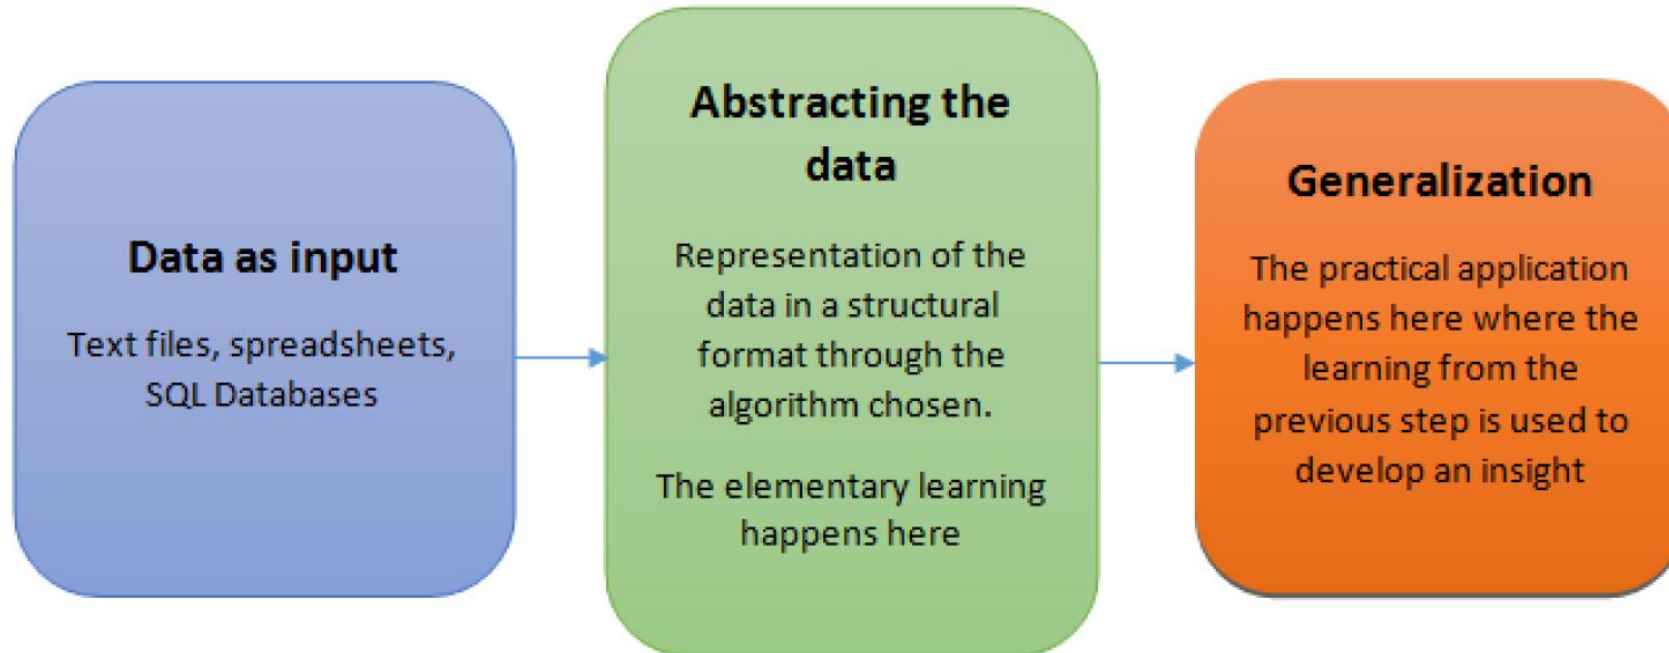 Data as input
Text files, spreadsheets,
SQL Databases
Abstracting the
data
Representation of the
data in a structural
format through the
algorithm chosen.
The elementary learning
happens here
Generalization
The practical application
happens here where the
learning from the
previous step is used to
develop an insight